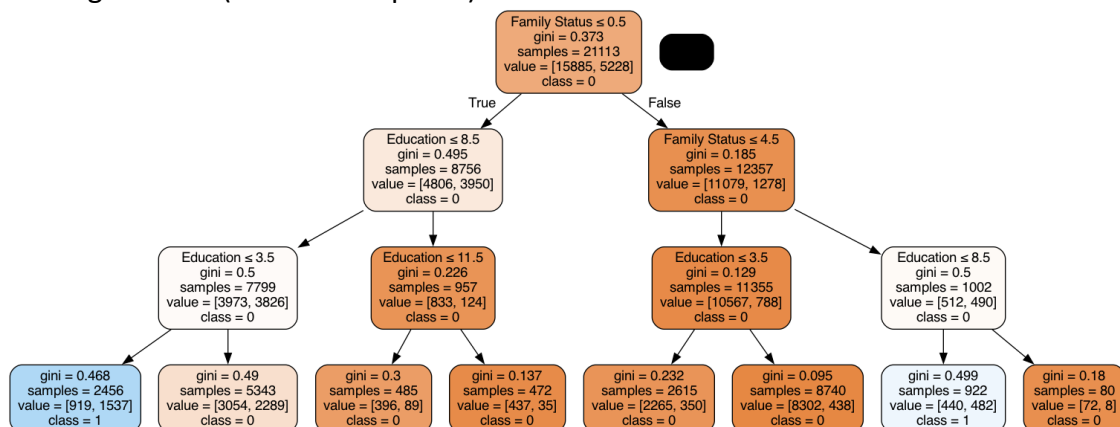 Family Status ≤ 0.5
gini = 0.373
samples = 21113
value = [15885, 5228]
class = 0
True
False
Education ≤ 8.5
gini = 0.495
samples = 8756
value = [4806, 3950]
class = 0
Family Status ≤ 4.5
gini = 0.185
samples = 12357
value = [11079, 1278]
class = 0
Education ≤ 3.5
gini = 0.5
samples = 7799
value = [3973, 3826]
class = 0
Education ≤ 11.5
gini = 0.226
samples = 957
value = [833, 124]
class = 0
Education ≤ 3.5
gini = 0.129
samples = 11355
value = [10567, 788]
class = 0
Education ≤ 8.5
gini = 0.5
samples = 1002
value = [512, 490]
class = 0
gini = 0.468
samples = 2456
value = [919, 1537]
class = 1
gini = 0.49
samples = 5343
value = [3054, 2289]
class = 0
gini = 0.3
samples = 485
value = [396, 89]
class = 0
gini = 0.137
samples = 472
value = [437, 35]
class = 0
gini = 0.232
samples = 2615
value = [2265, 350]
class = 0
gini = 0.095
samples = 8740
value = [8302, 438]
class = 0
gini = 0.499
samples = 922
value = [440, 482]
class = 1
gini = 0.18
samples = 80
value = [72, 8]
class = 0